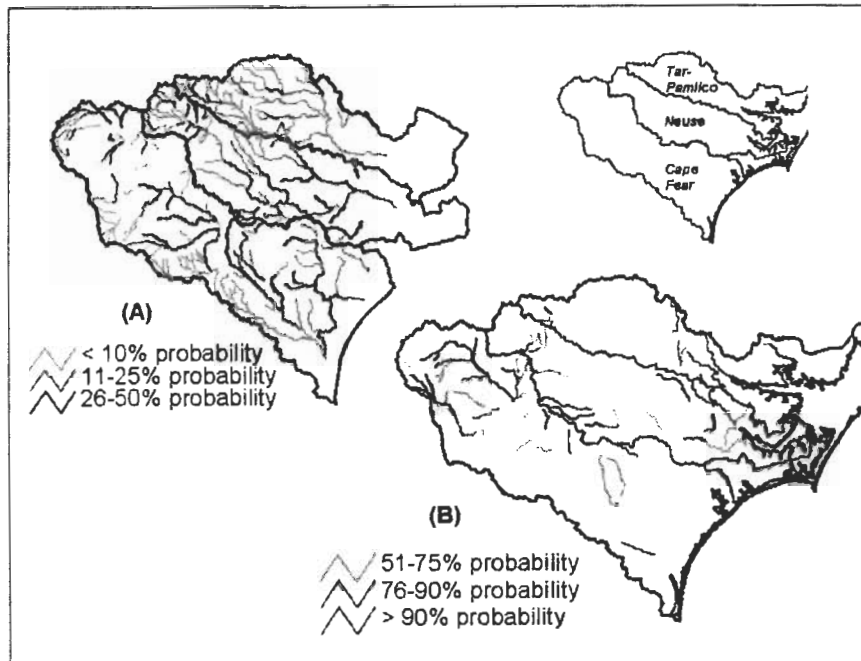 Tar-
Pamlico
Neuse
Cape
Fear
(A)
< 10% probability
11-25% probability
26-50% probability
(B)
51-75% probability
76-90% probability
> 90% probability